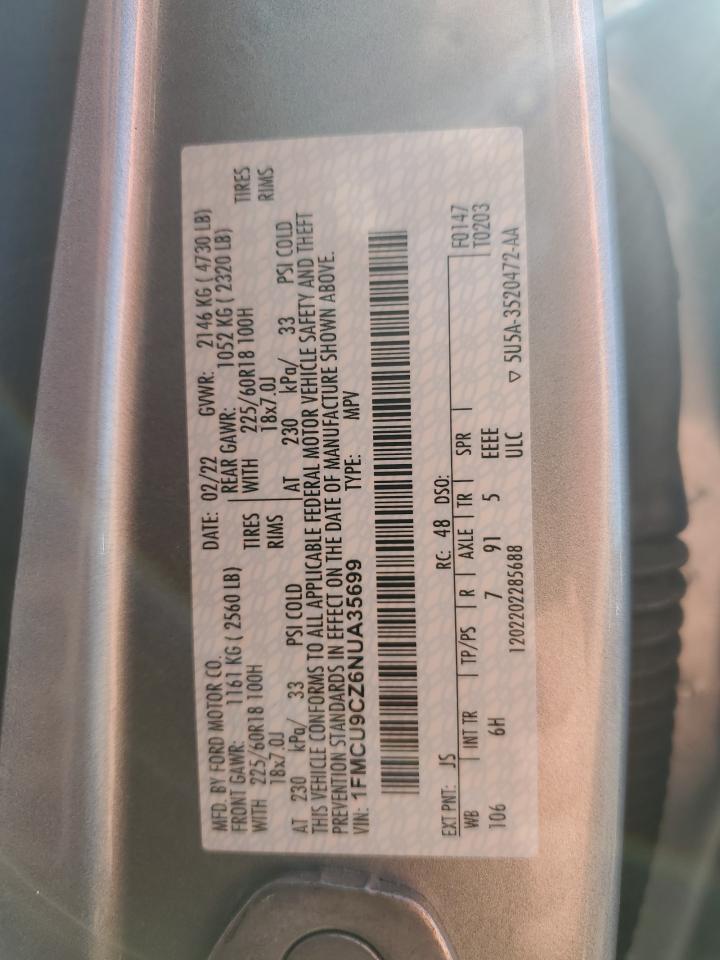 MFD. BY FORD MOTOR CO. DATE: 02/22 GVWR: 2146 KG ( 4730 LB)
FRONT GAWR: 1161 KG ( 2560 LB) REAR GAWR: 1052 KG ( 2320 LB)
WITH 225/60R18 100H TIRES WITH 225/60R18 100H TIRES
18x7.0J RIMS 18x7.0J RIMS
AT 230 kPa/ 33 PSI COLD AT 230 kPa/ 33 PSI COLD
THIS VEHICLE CONFORMS TO ALL APPLICABLE FEDERAL MOTOR VEHICLE SAFETY AND THEFT
PREVENTION STANDARDS IN EFFECT ON THE DATE OF MANUFACTURE SHOWN ABOVE.
VIN: 1FMCU9CZ6NUA35699 TYPE: MPV
EXT PNT: JS RC: 48 DSO: F0147
WB INT TR TP/PS R AXLE TR SPR T0203
106 6H 7 91 5 EEEE
1202202285688 ULC ▽ 5U5A-3520472-AA